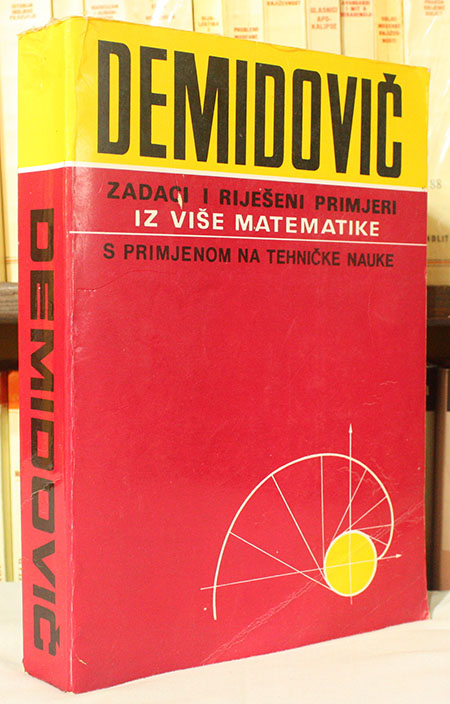 DEMIDOVIČ
ZADACI I RIJEŠENI PRIMJERI
IZ VIŠE MATEMATIKE
S PRIMJENOM NA TEHNIČKE NAUKE
DEMIDOVIČ